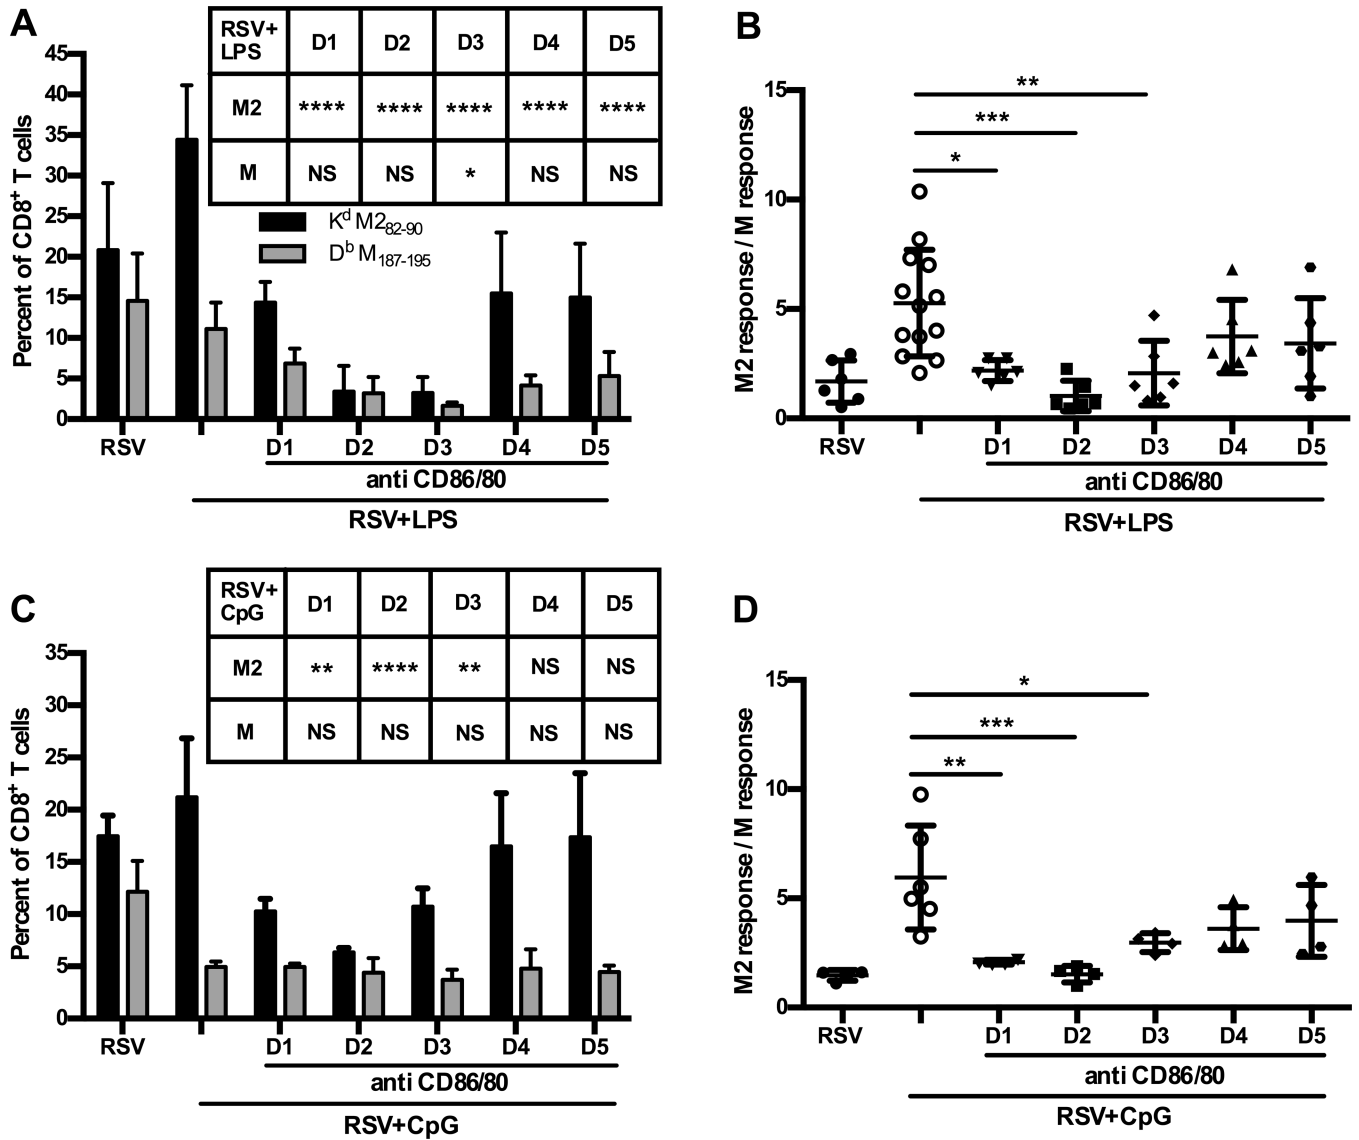 A
RSV+ LPS D1 D2 D3 D4 D5
M2 **** **** **** **** ****
M NS NS * NS NS
K^d M2_82-90
D^b M_187-195
Percent of CD8+ T cells
45
40
35
30
25
20
15
10
5
0
RSV D1 D2 D3 D4 D5
anti CD86/80
RSV+LPS
B
M2 response / M response
15
10
5
0
**
***
*
RSV D1 D2 D3 D4 D5
anti CD86/80
RSV+LPS
C
RSV+ CpG D1 D2 D3 D4 D5
M2 ** **** ** NS NS
M NS NS NS NS NS
Percent of CD8+ T cells
35
30
25
20
15
10
5
0
RSV D1 D2 D3 D4 D5
anti CD86/80
RSV+CpG
D
M2 response / M response
15
10
5
0
*
***
**
RSV D1 D2 D3 D4 D5
anti CD86/80
RSV+CpG